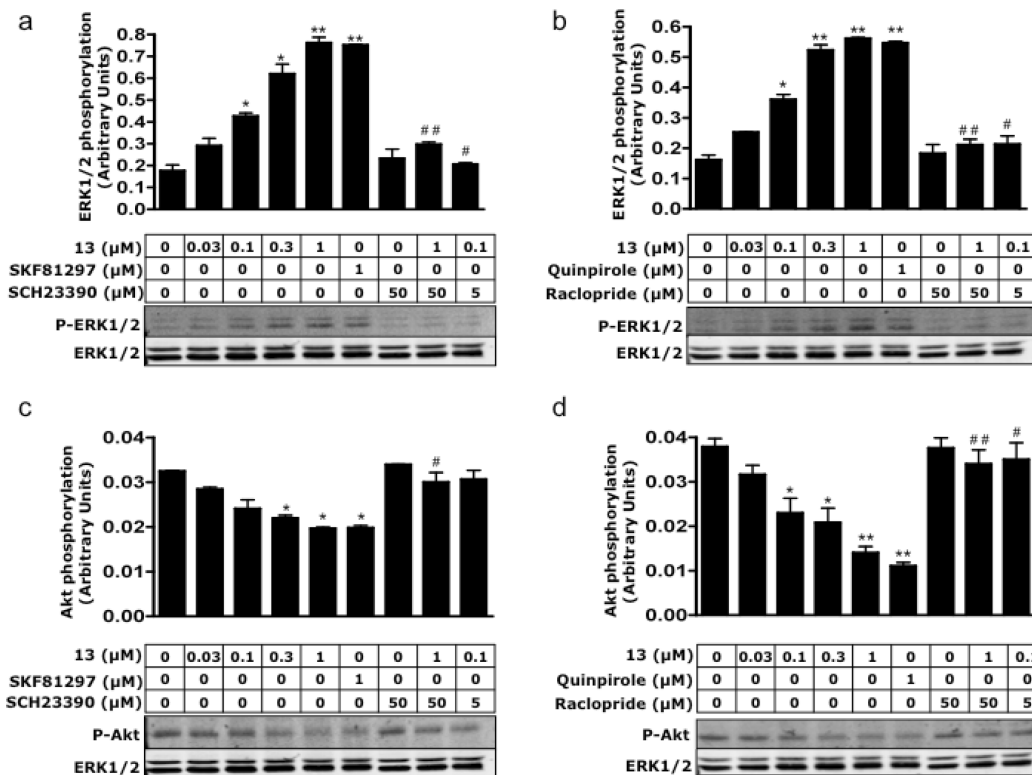 a
ERK1/2 phosphorylation
(Arbitrary Units)
0.8
0.7
0.6
0.5
0.4
0.3
0.2
0.1
0.0
*
*
**
**
##
#
13 (µM) 0 0.03 0.1 0.3 1 0 0 1 0.1
SKF81297 (µM) 0 0 0 0 0 1 0 0 0
SCH23390 (µM) 0 0 0 0 0 0 50 50 5
P-ERK1/2
ERK1/2
b
ERK1/2 phosphorylation
(Arbitrary Units)
0.6
0.5
0.4
0.3
0.2
0.1
0.0
*
**
**
**
##
#
13 (µM) 0 0.03 0.1 0.3 1 0 0 1 0.1
Quinpirole (µM) 0 0 0 0 0 1 0 0 0
Raclopride (µM) 0 0 0 0 0 0 50 50 5
P-ERK1/2
ERK1/2
c
Akt phosphorylation
(Arbitrary Units)
0.04
0.03
0.02
0.01
0.00
*
*
*
#
13 (µM) 0 0.03 0.1 0.3 1 0 0 1 0.1
SKF81297 (µM) 0 0 0 0 0 1 0 0 0
SCH23390 (µM) 0 0 0 0 0 0 50 50 5
P-Akt
ERK1/2
d
Akt phosphorylation
(Arbitrary Units)
0.04
0.03
0.02
0.01
0.00
*
*
**
**
##
#
13 (µM) 0 0.03 0.1 0.3 1 0 0 1 0.1
Quinpirole (µM) 0 0 0 0 0 1 0 0 0
Raclopride (µM) 0 0 0 0 0 0 50 50 5
P-Akt
ERK1/2